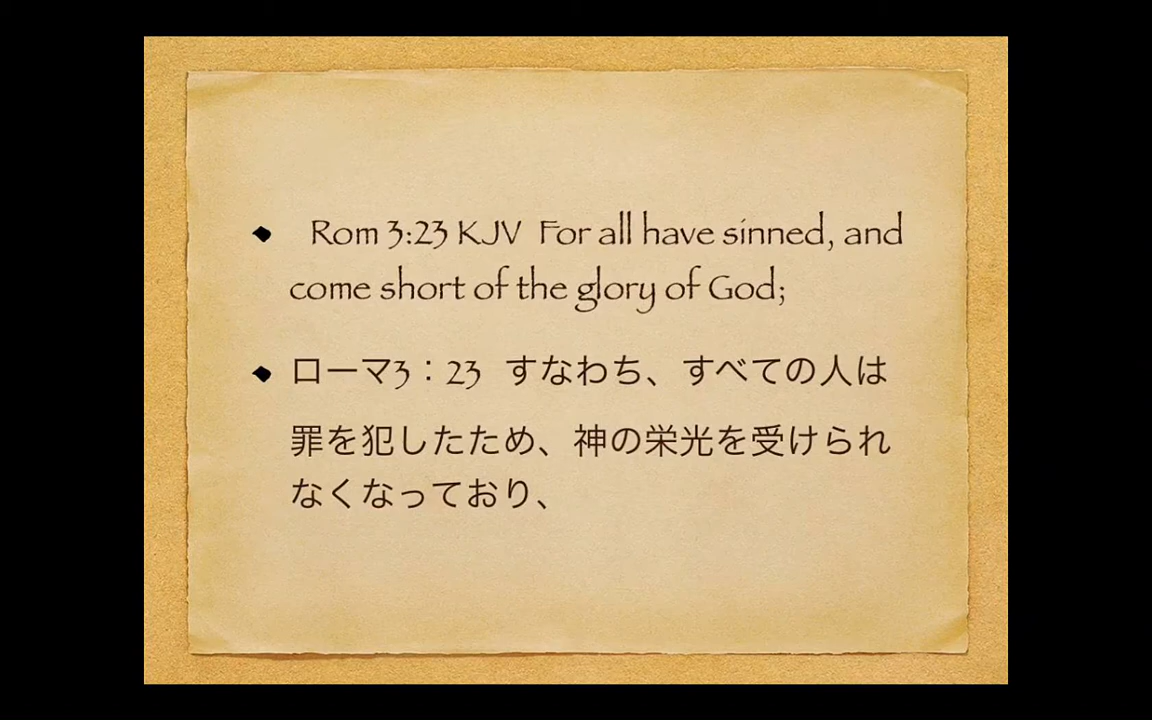 Rom 3:23 KJV For all have sinned, and
come short of the glory of God;
ローマ3：23 すなわち、すべての人は
罪を犯したため、神の栄光を受けられ
なくなっており、